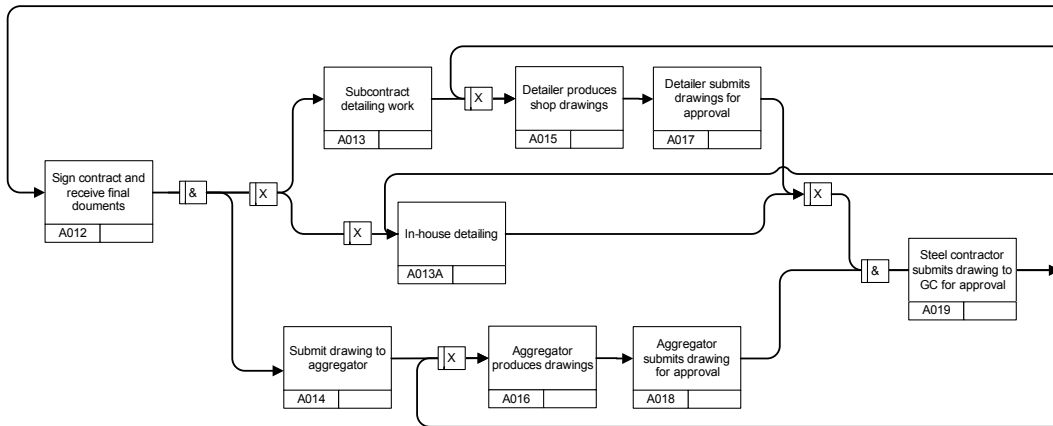 Subcontract
detailing work
A013
X
Detailer produces
shop drawings
A015
Detailer submits
drawings for
approval
A017
Sign contract and
receive final
douments
A012
&
X
X
In-house detailing
A013A
X
&
Steel contractor
submits drawing to
GC for approval
A019
Submit drawing to
aggregator
A014
X
Aggregator
produces drawings
A016
Aggregator
submits drawing
for approval
A018